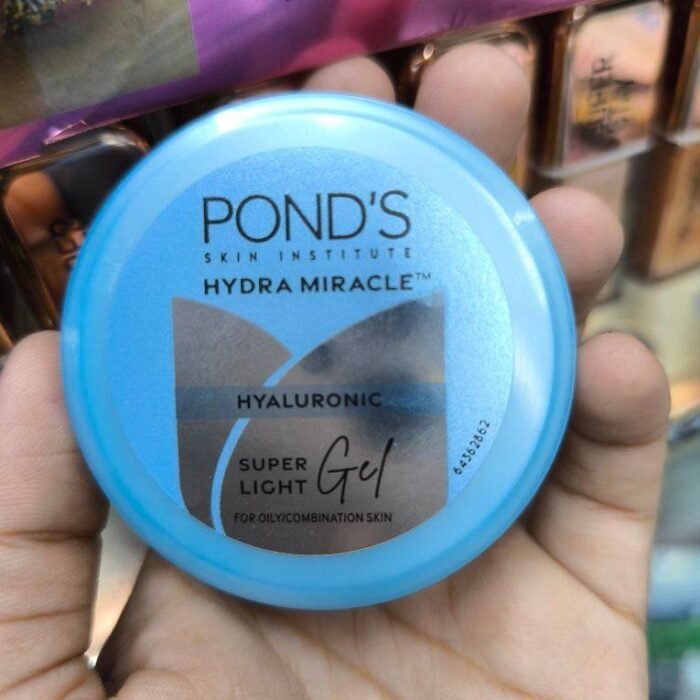 POND'S
SKIN INSTITUTE
HYDRA MIRACLE™
HYALURONIC
SUPER
LIGHT Gel
FOR OILY/COMBINATION SKIN
64362862